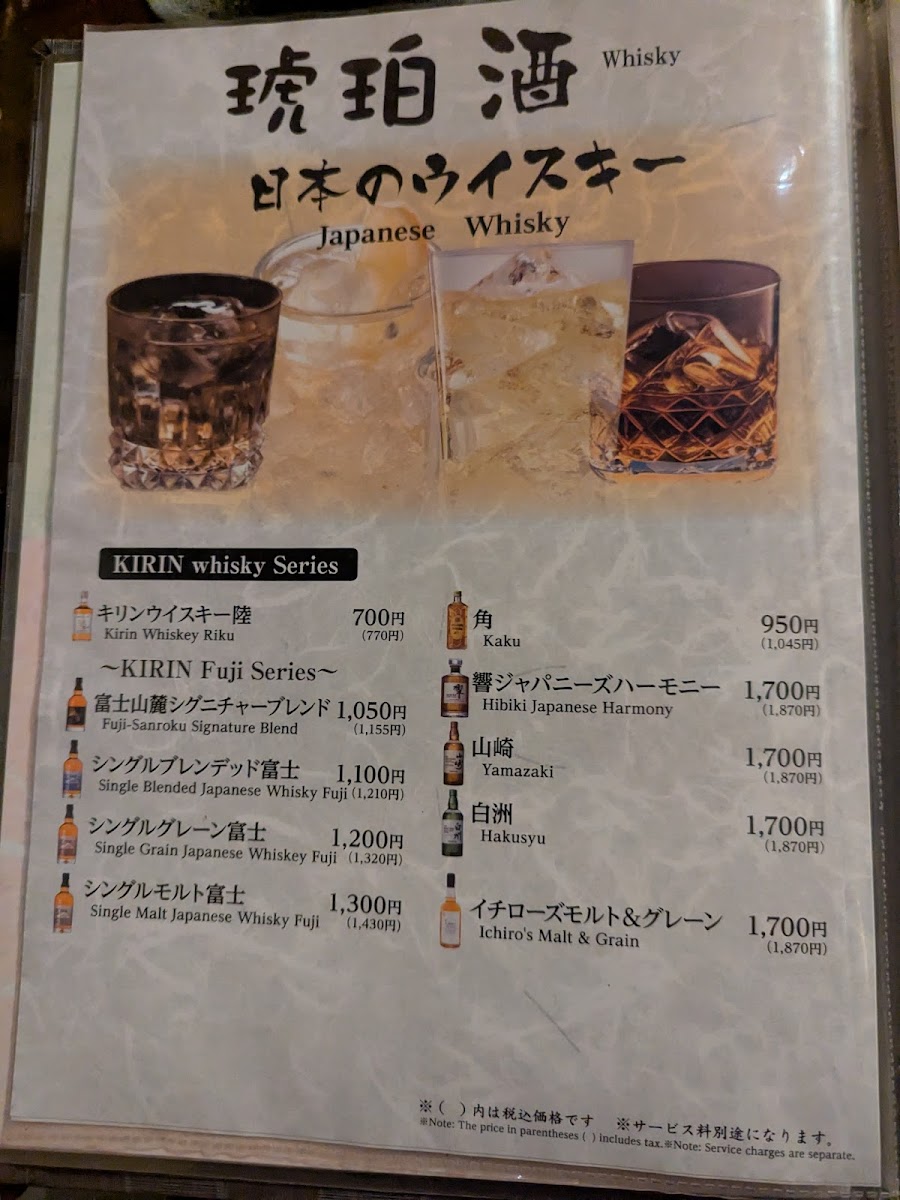 琥珀酒 Whisky
日本のウイスキー
Japanese Whisky
KIRIN whisky Series
キリンウイスキー陸 700円
Kirin Whiskey Riku (770円)
～KIRIN Fuji Series～
富士山麓シグニチャーブレンド 1,050円
Fuji-Sanroku Signature Blend (1,155円)
シングルブレンデッド富士 1,100円
Single Blended Japanese Whisky Fuji (1,210円)
シングルグレーン富士 1,200円
Single Grain Japanese Whiskey Fuji (1,320円)
シングルモルト富士 1,300円
Single Malt Japanese Whisky Fuji (1,430円)
角 950円
Kaku (1,045円)
響ジャパニーズハーモニー 1,700円
Hibiki Japanese Harmony (1,870円)
山崎 1,700円
Yamazaki (1,870円)
白洲 1,700円
Hakusyu (1,870円)
イチローズモルト＆グレーン 1,700円
Ichiro's Malt & Grain (1,870円)
※( )内は税込価格です ※サービス料別途になります。
※Note: The price in parentheses ( ) includes tax.※Note: Service charges are separate.